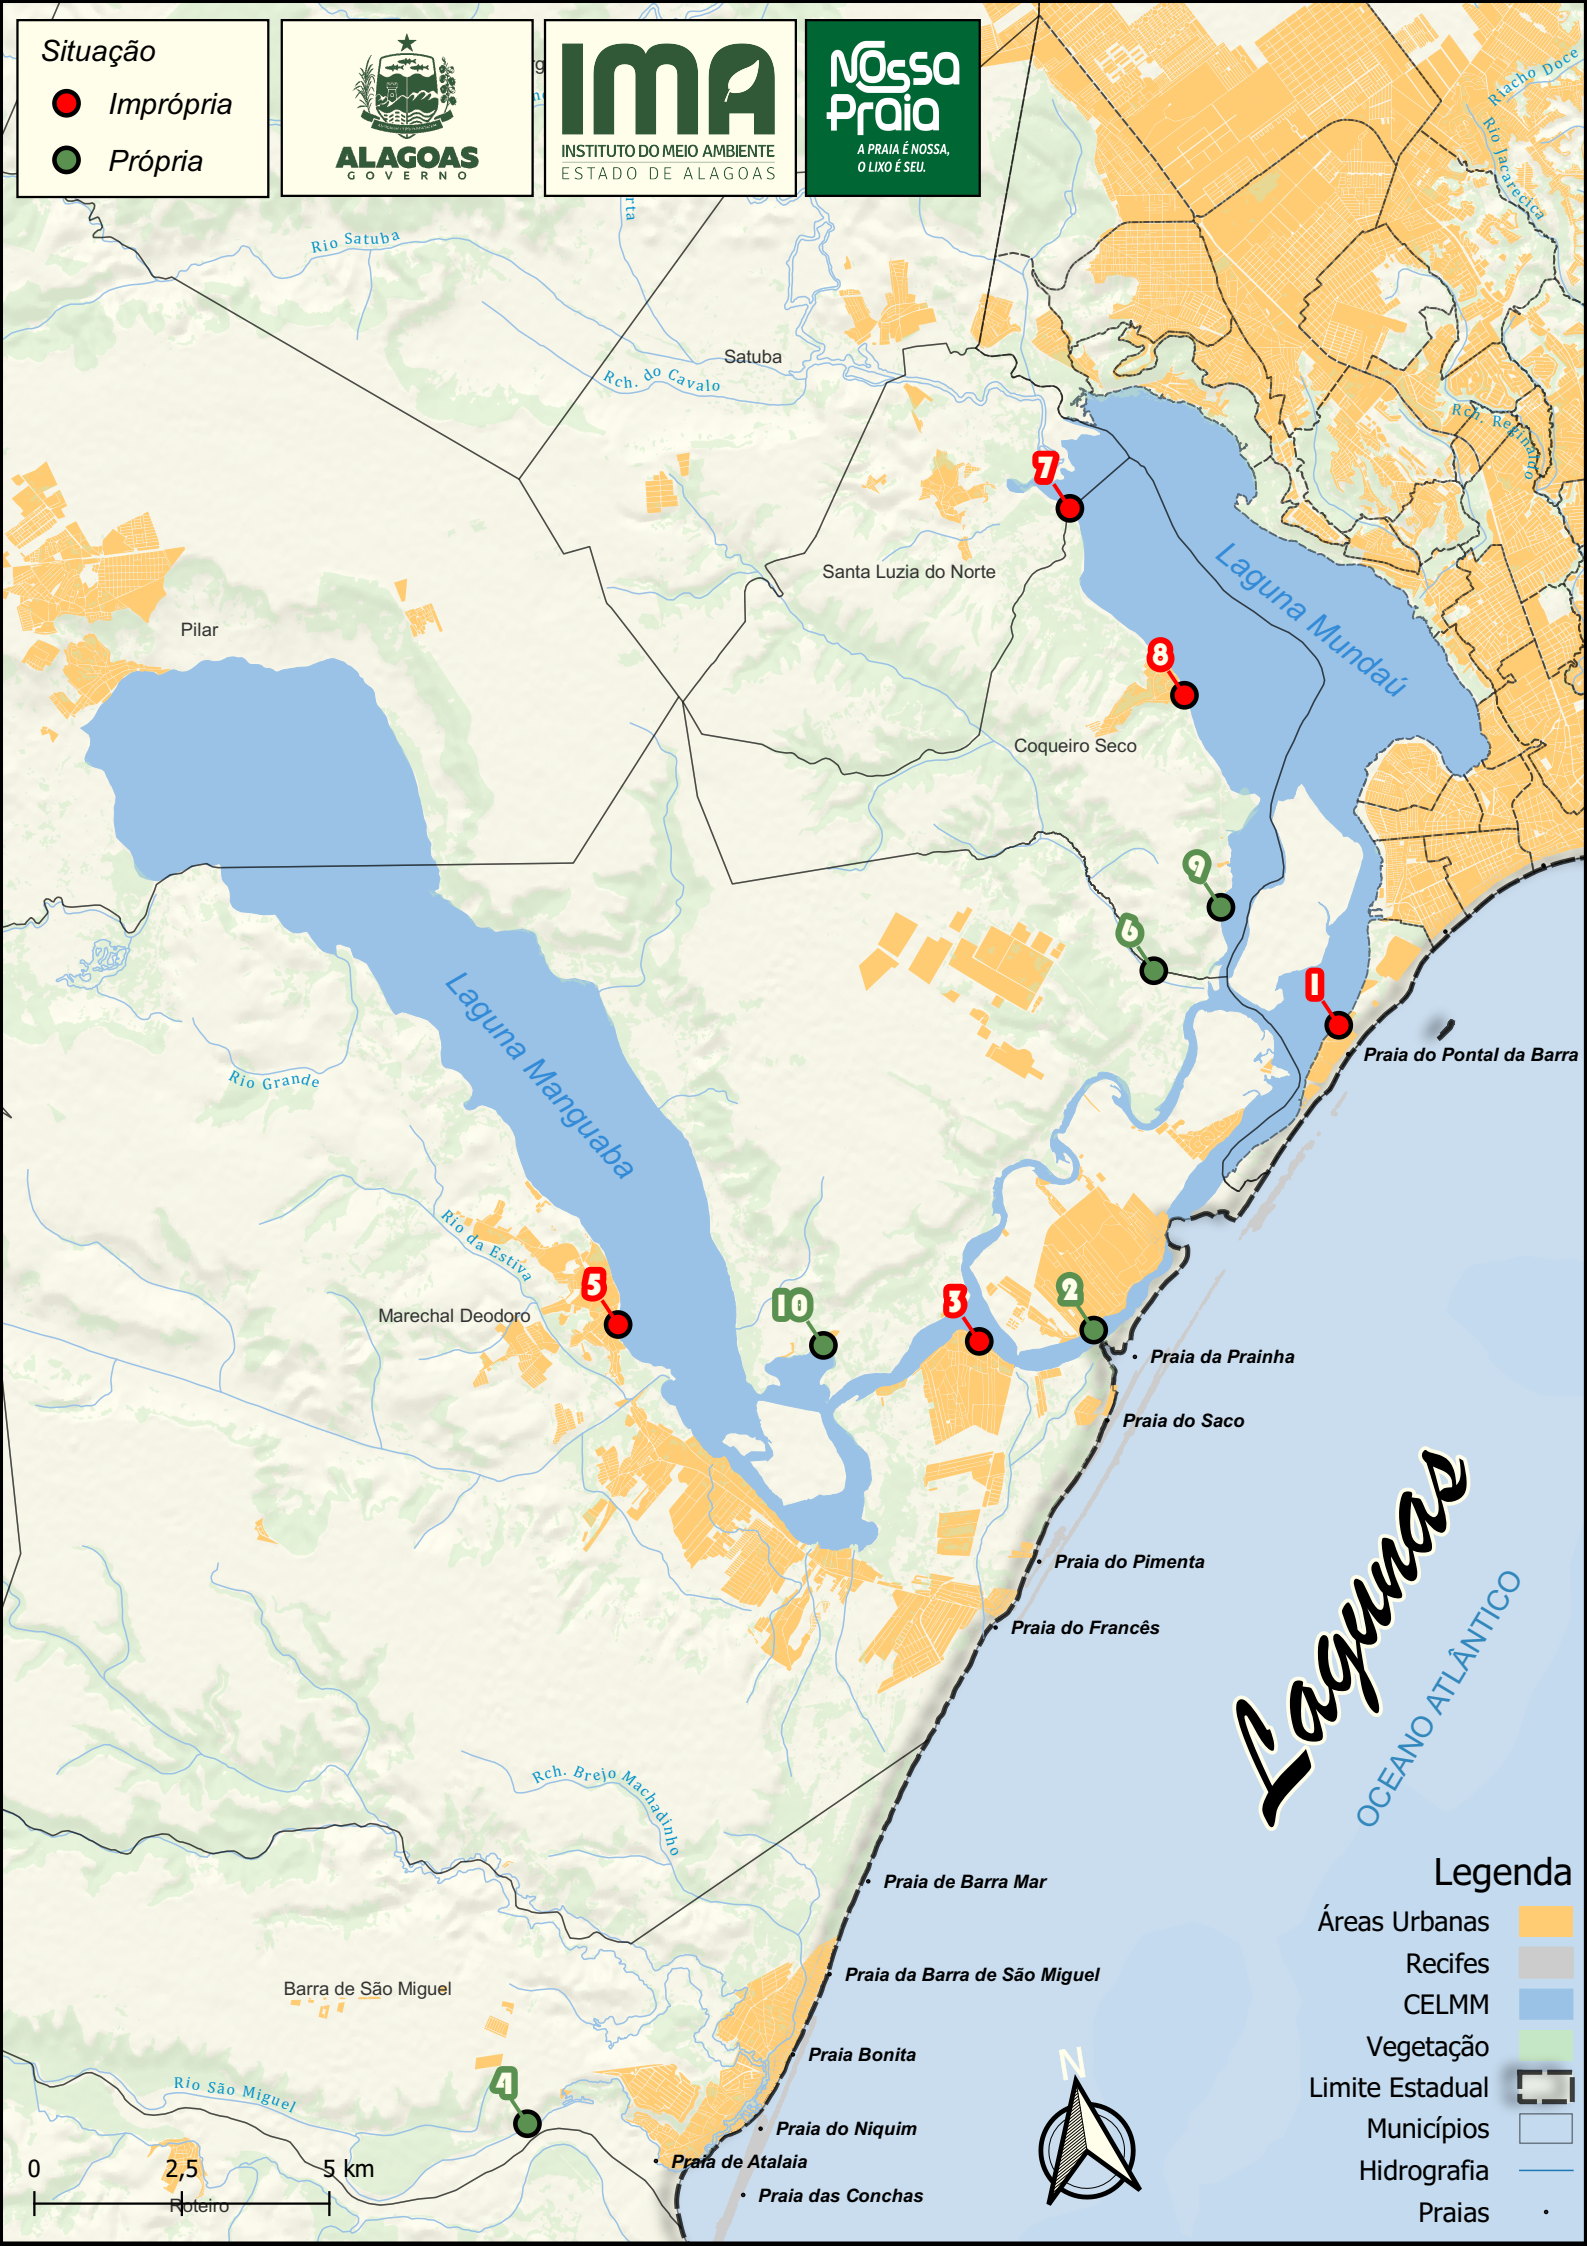 Situação
Imprópria
Própria
ALAGOAS
GOVERNO
IMA
INSTITUTO DO MEIO AMBIENTE
ESTADO DE ALAGOAS
Nossa
Praia
A PRAIA É NOSSA,
O LIXO É SEU.
Riacho Doce
Rio Jacarecica
Rio Satuba
Satuba
Rch. do Cavalo
Rch. Reginaldo
7
Santa Luzia do Norte
Laguna Mundaú
Pilar
8
Coqueiro Seco
9
6
1
Praia do Pontal da Barra
Laguna Manguaba
Rio Grande
Rio da Estiva
5
Marechal Deodoro
10
3
2
Praia da Prainha
Praia do Saco
Praia do Pimenta
Praia do Francês
Lagunas
OCEANO ATLÂNTICO
Rch. Brejo Machadinho
Praia de Barra Mar
Praia da Barra de São Miguel
Barra de São Miguel
Praia Bonita
4
Rio São Miguel
Praia do Niquim
Praia de Atalaia
Praia das Conchas
0 2,5 5 km
Roteiro
N
Legenda
Áreas Urbanas
Recifes
CELMM
Vegetação
Limite Estadual
Municípios
Hidrografia
Praias